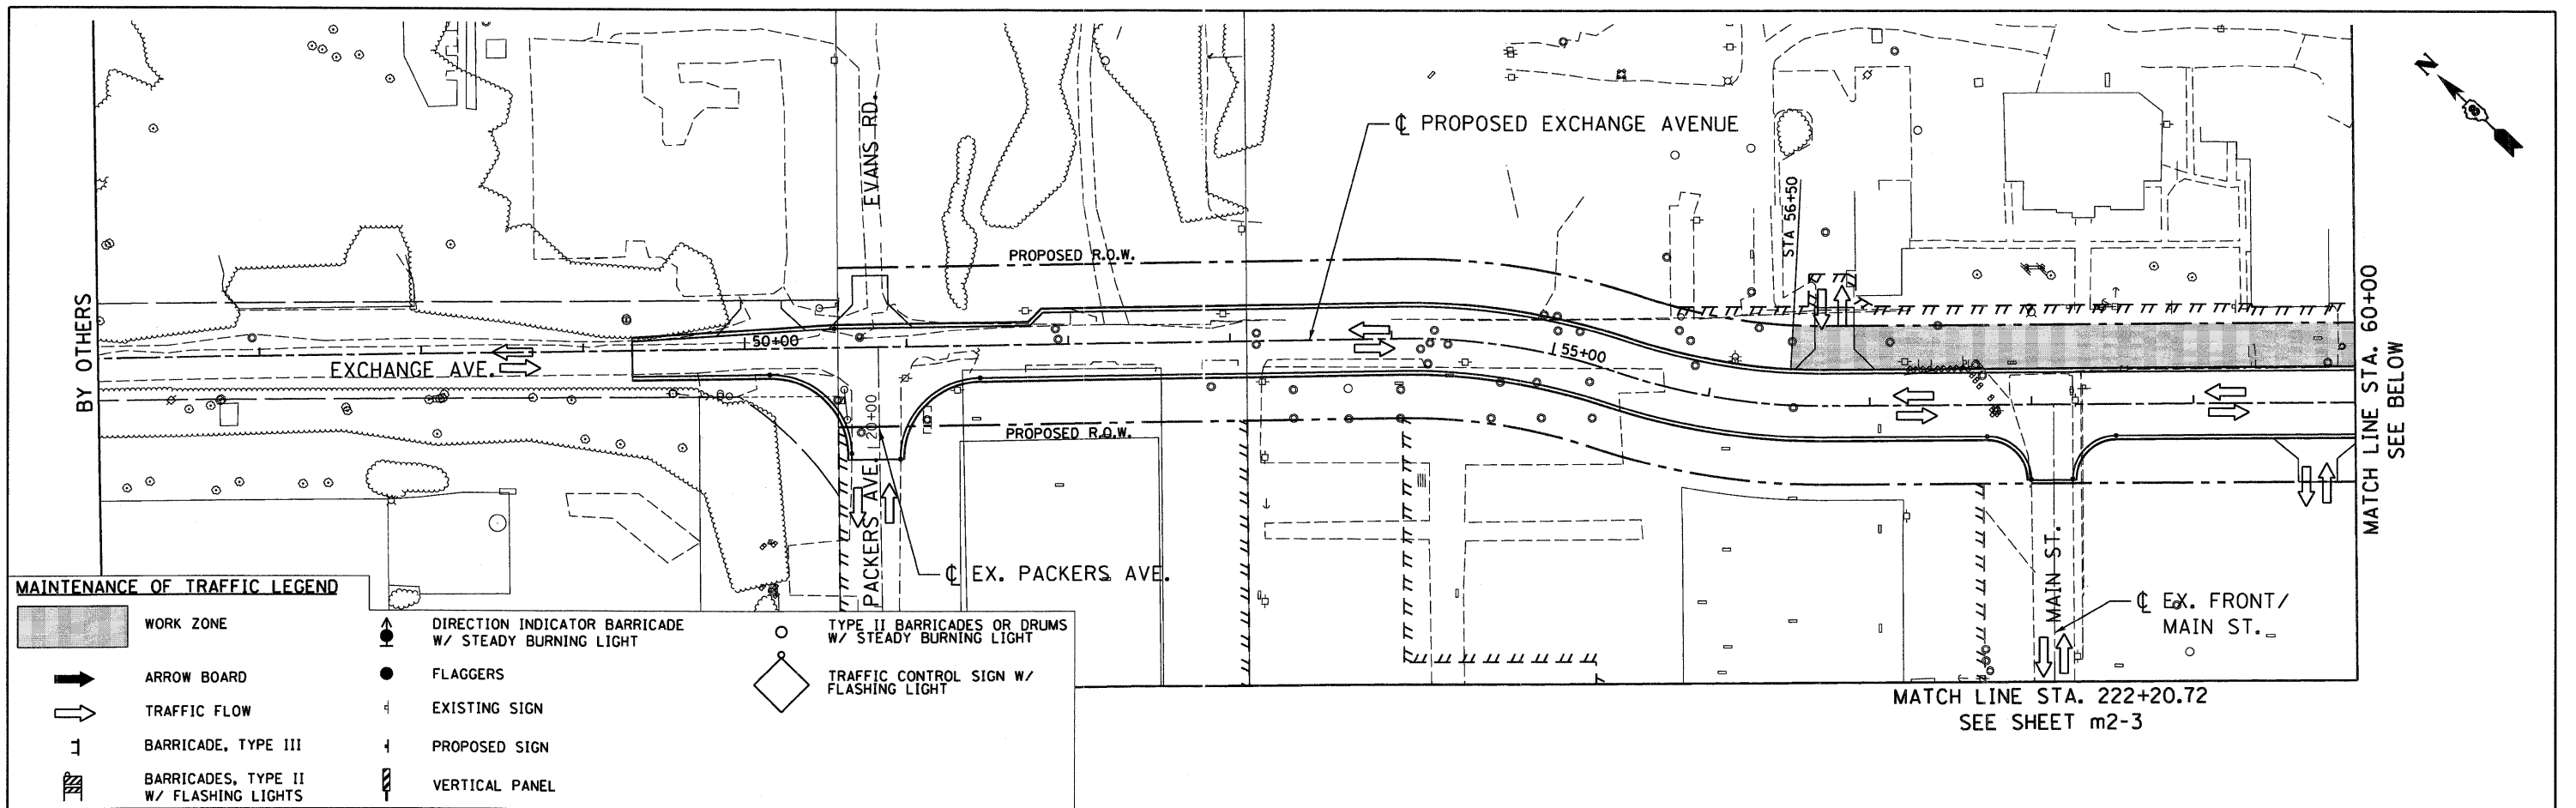 N
BY OTHERS
EVANS RD.
℄ PROPOSED EXCHANGE AVENUE
STA 56+50
PROPOSED R.O.W.
50+00
55+00
EXCHANGE AVE.
20+00
PROPOSED R.O.W.
PACKERS AVE.
℄ EX. PACKERS AVE.
MAIN ST.
℄ EX. FRONT/
MAIN ST.
MATCH LINE STA. 60+00
SEE BELOW
MATCH LINE STA. 222+20.72
SEE SHEET m2-3
MAINTENANCE OF TRAFFIC LEGEND
WORK ZONE
ARROW BOARD
TRAFFIC FLOW
BARRICADE, TYPE III
BARRICADES, TYPE II
W/ FLASHING LIGHTS
DIRECTION INDICATOR BARRICADE
W/ STEADY BURNING LIGHT
FLAGGERS
EXISTING SIGN
PROPOSED SIGN
VERTICAL PANEL
TYPE II BARRICADES OR DRUMS
W/ STEADY BURNING LIGHT
TRAFFIC CONTROL SIGN W/
FLASHING LIGHT